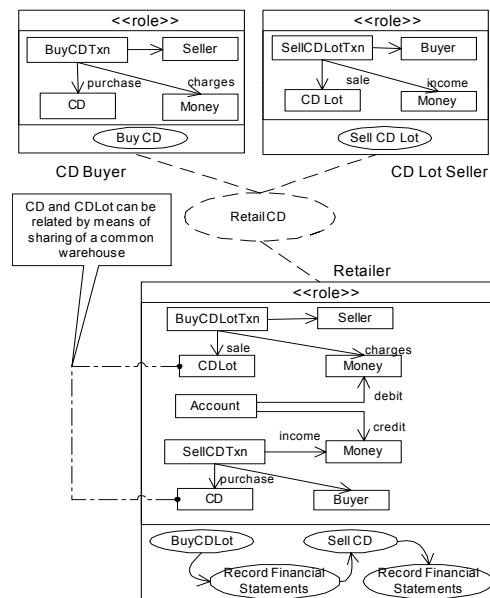 <<role>>
BuyCDTxn
Seller
purchase
charges
CD
Money
Buy CD
CD Buyer
<<role>>
SellCDLotTxn
Buyer
sale
income
CD Lot
Money
Sell CD Lot
CD Lot Seller
CD and CDLot can be
related by means of
sharing of a common
warehouse
Retail CD
Retailer
<<role>>
BuyCDLotTxn
Seller
sale
charges
CDLot
Money
debit
Account
credit
SellCDTxn
income
Money
purchase
CD
Buyer
BuyCDLot
Sell CD
Record Financial
Statements
Record Financial
Statements